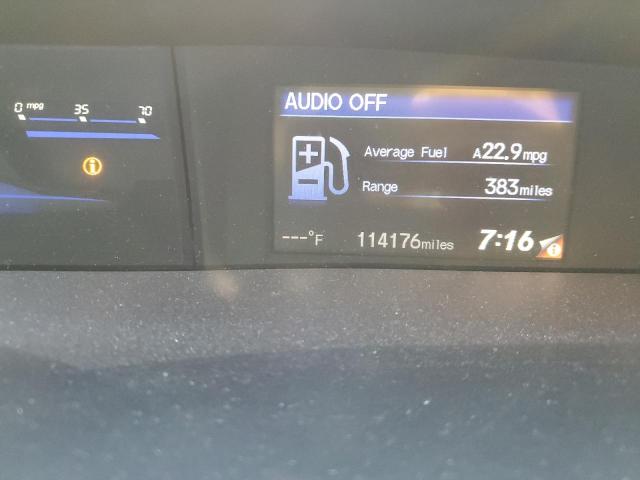 0 mpg 35 70
AUDIO OFF
Average Fuel A22.9mpg
Range 383miles
---°F 114176miles 7:16